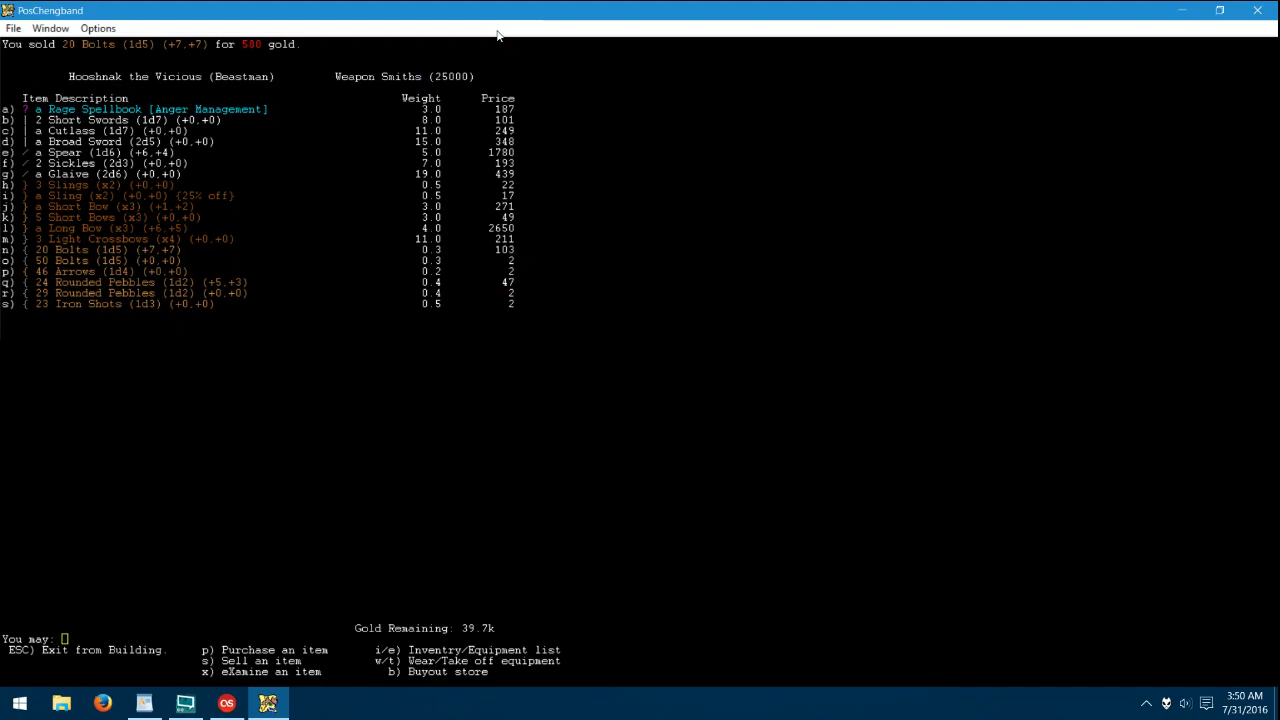 PosChengband
File Window Options
You sold 20 Bolts (1d5) (+7,+7) for 500 gold.
Hooshnak the Vicious (Beastman) Weapon Smiths (25000)
Item Description Weight Price
a) ? a Rage Spellbook [Anger Management] 3.0 187
b) | 2 Short Swords (1d7) (+0,+0) 8.0 101
c) | a Cutlass (1d7) (+0,+0) 11.0 249
d) | a Broad Sword (2d5) (+0,+0) 15.0 348
e) / a Spear (1d6) (+6,+4) 5.0 1780
f) / 2 Sickles (2d3) (+0,+0) 7.0 193
g) / a Glaive (2d6) (+0,+0) 19.0 439
h) } 3 Slings (x2) (+0,+0) 0.5 22
i) } a Sling (x2) (+0,+0) {25% off} 0.5 17
j) } a Short Bow (x3) (+1,+2) 3.0 271
k) } 5 Short Bows (x3) (+0,+0) 3.0 49
l) } a Long Bow (x3) (+6,+5) 4.0 2650
m) } 3 Light Crossbows (x4) (+0,+0) 11.0 211
n) { 20 Bolts (1d5) (+7,+7) 0.3 103
o) { 50 Bolts (1d5) (+0,+0) 0.3 2
p) { 46 Arrows (1d4) (+0,+0) 0.2 2
q) { 24 Rounded Pebbles (1d2) (+5,+3) 0.4 47
r) { 29 Rounded Pebbles (1d2) (+0,+0) 0.4 2
s) { 23 Iron Shots (1d3) (+0,+0) 0.5 2
Gold Remaining: 39.7k
You may:
ESC) Exit from Building. p) Purchase an item i/e) Inventry/Equipment list
s) Sell an item w/t) Wear/Take off equipment
x) eXamine an item b) Buyout store
3:50 AM
7/31/2016